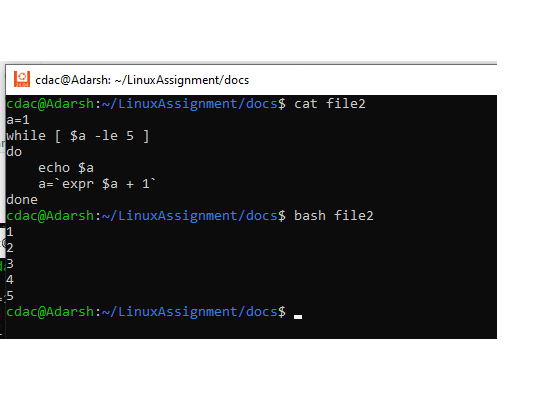 cdac@Adarsh: ~/LinuxAssignment/docs
cdac@Adarsh:~/LinuxAssignment/docs$ cat file2
a=1
while [ $a -le 5 ]
do
    echo $a
    a=`expr $a + 1`
done
cdac@Adarsh:~/LinuxAssignment/docs$ bash file2
1
2
3
4
5
cdac@Adarsh:~/LinuxAssignment/docs$